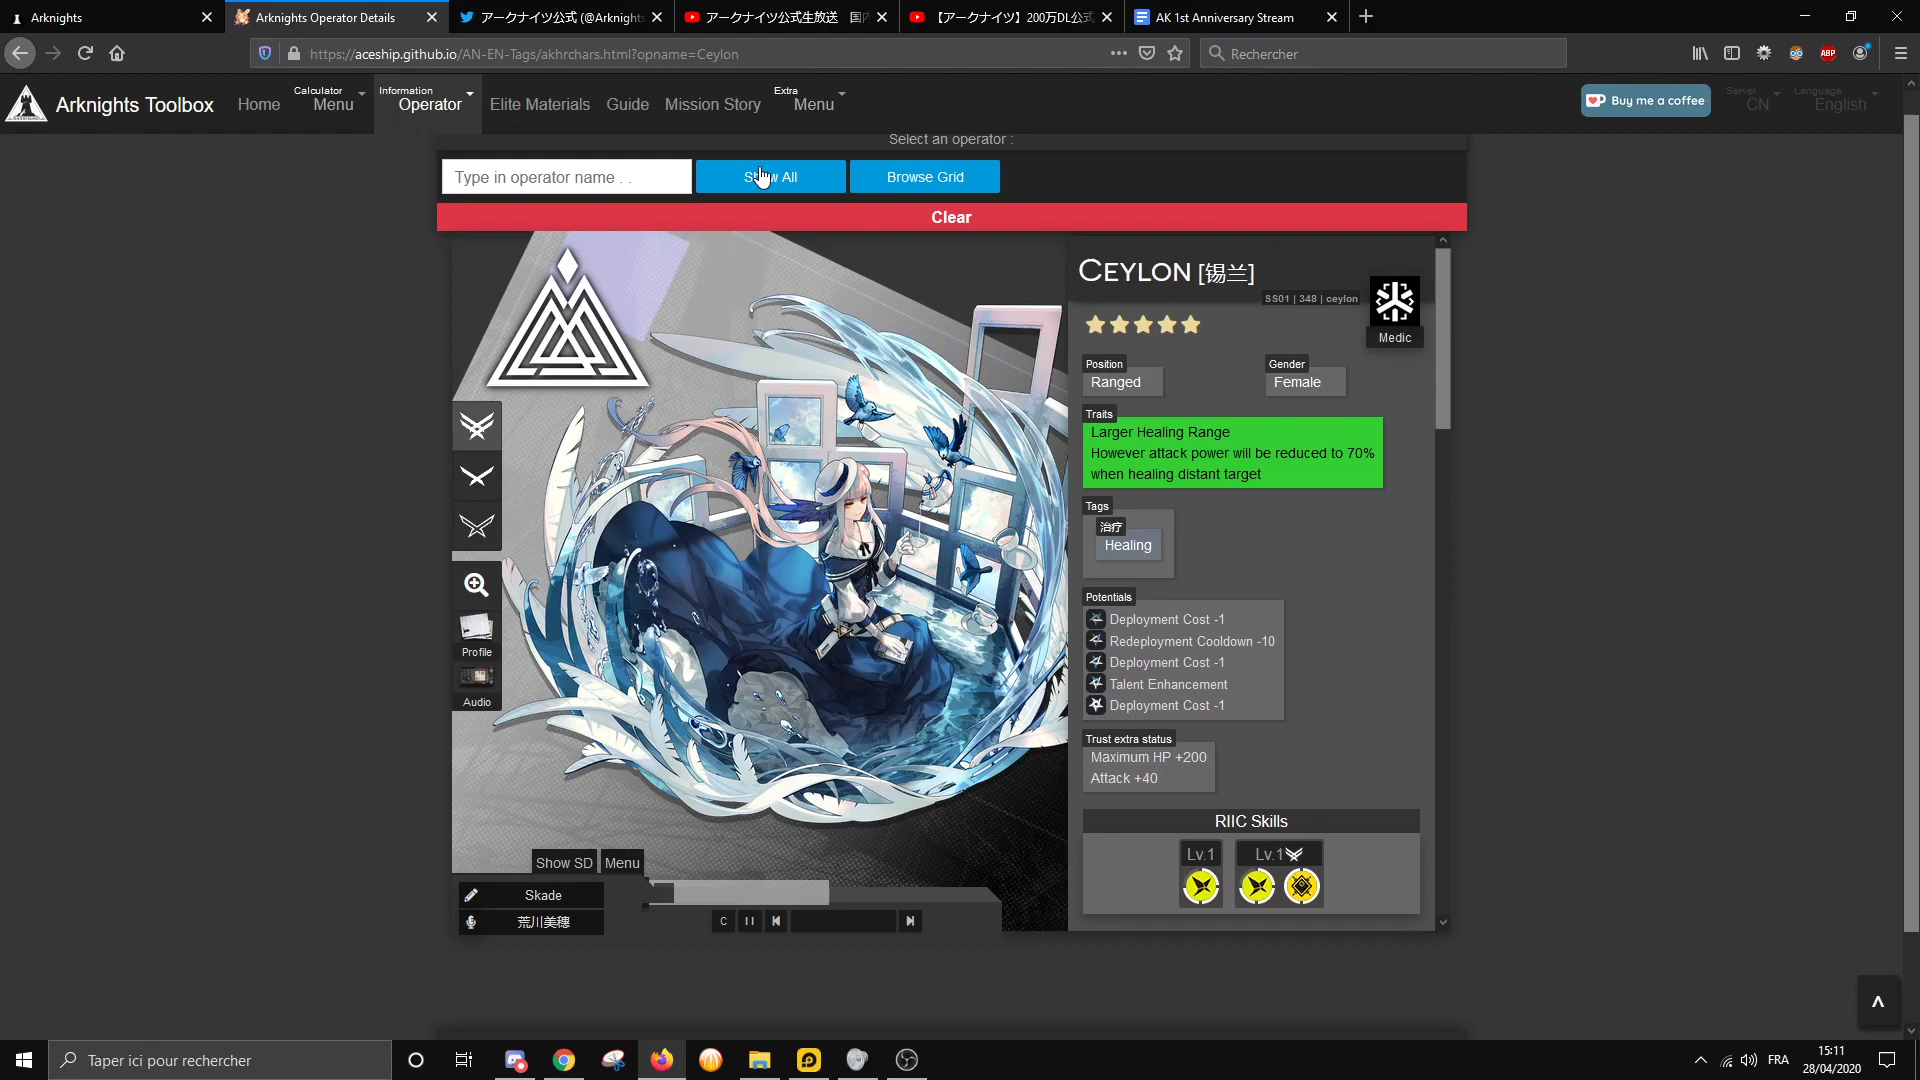 Arknights
Arknights Operator Details
アークナイツ公式 (@Arknights
アークナイツ公式生放送
【アークナイツ】200万DL公式
AK 1st Anniversary Stream
https://aceship.github.io/AN-EN-Tags/akhrchars.html?opname=Ceylon
Rechercher
ABP
Arknights Toolbox
Home
Calculator
Menu
Information
Operator
Elite Materials
Guide
Mission Story
Extra
Menu
Buy me a coffee
Server
CN
Language
English
Select an operator :
Type in operator name . .
Show All
Browse Grid
Clear
CEYLON [锡兰]
SS01 | 348 | ceylon
Medic
Position
Ranged
Gender
Female
Traits
Larger Healing Range
However attack power will be reduced to 70%
when healing distant target
Tags
治疗
Healing
Potentials
Deployment Cost -1
Redeployment Cooldown -10
Deployment Cost -1
Talent Enhancement
Deployment Cost -1
Trust extra status
Maximum HP +200
Attack +40
RIIC Skills
Lv.1
Lv.1
Profile
Audio
Show SD
Menu
Skade
荒川美穂
C
Taper ici pour rechercher
FRA
15:11
28/04/2020